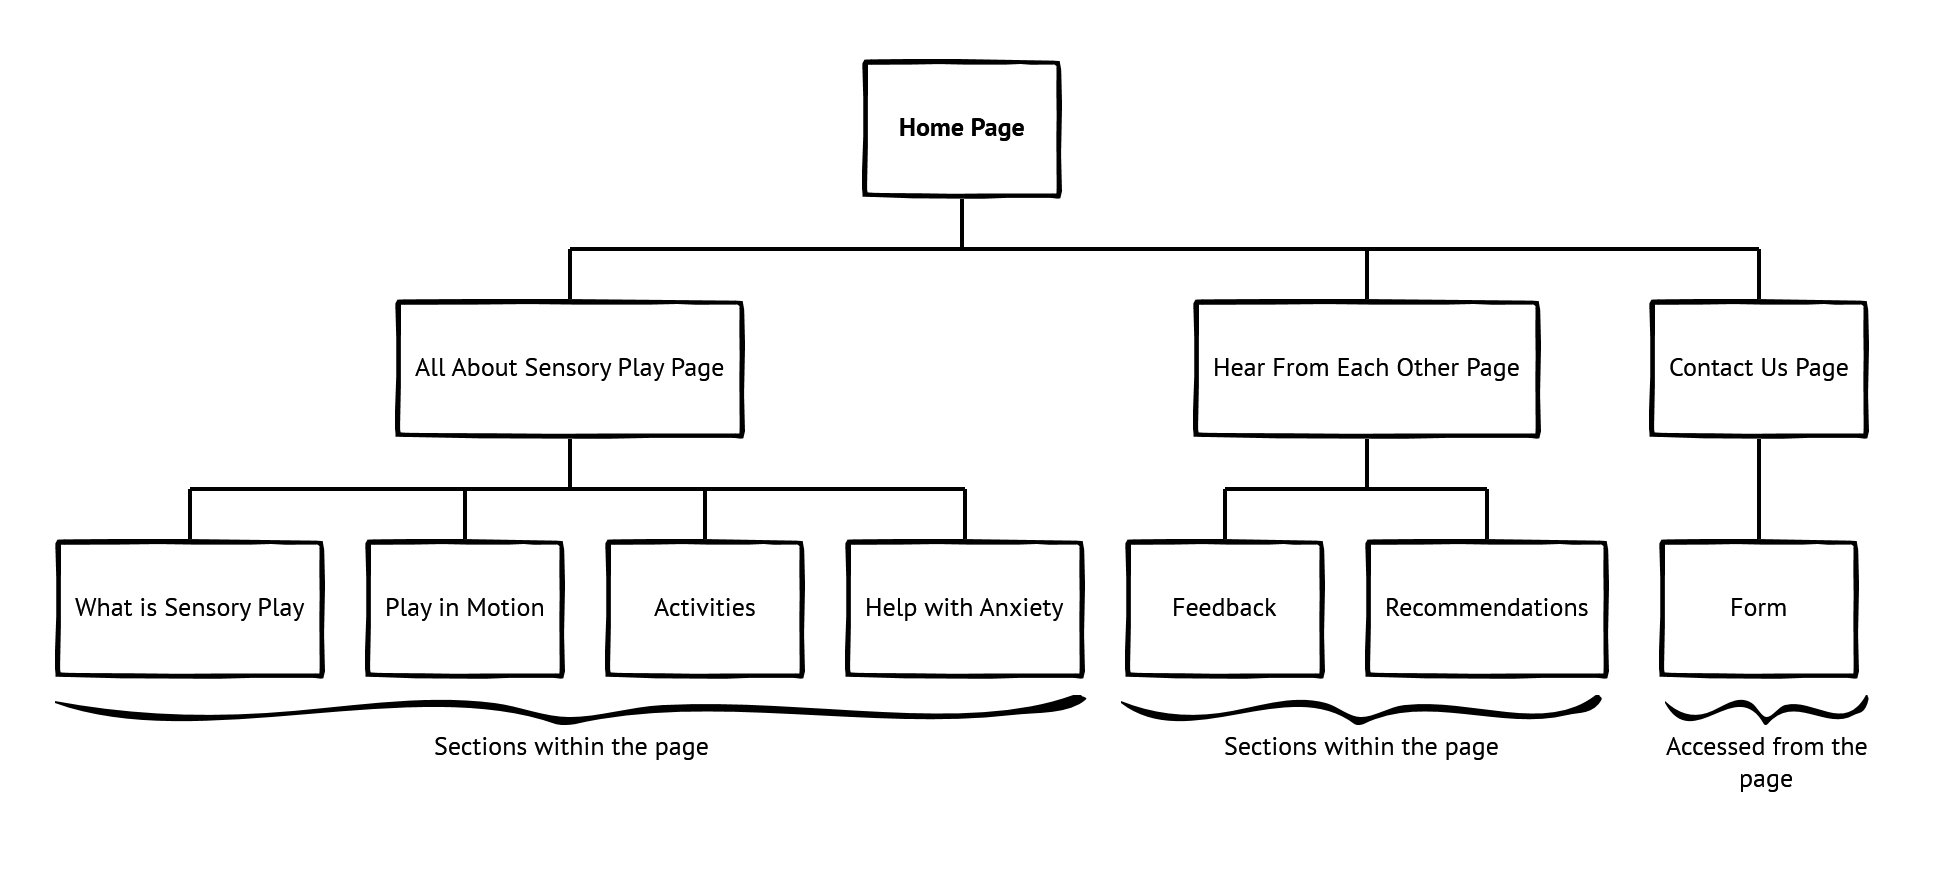 Home Page
All About Sensory Play Page
Hear From Each Other Page
Contact Us Page
What is Sensory Play
Play in Motion
Activities
Help with Anxiety
Feedback
Recommendations
Form
Sections within the page
Sections within the page
Accessed from the
page